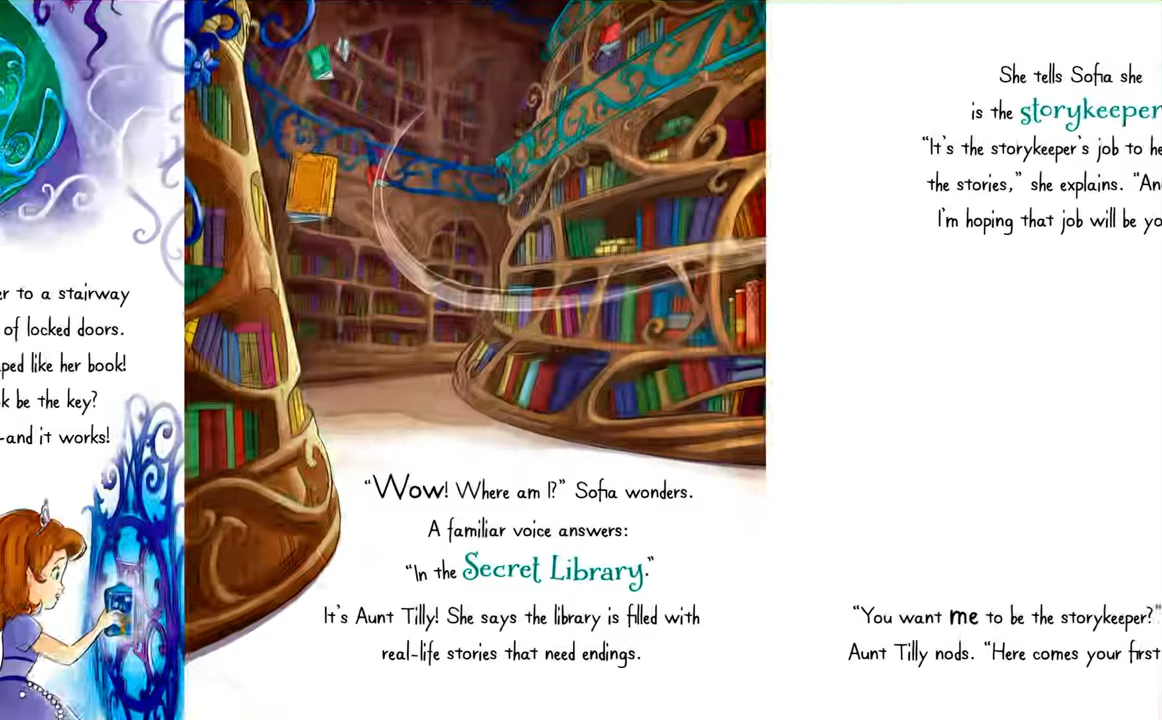 er to a stairway
of locked doors.
ped like her book!
k be the key?
-and it works!
"Wow! Where am I?" Sofia wonders.
A familiar voice answers:
"In the Secret Library."
It's Aunt Tilly! She says the library is filled with
real-life stories that need endings.
She tells Sofia she
is the storykeeper
"It's the storykeeper's job to he
the stories," she explains. "An
I'm hoping that job will be yo
"You want me to be the storykeeper?"
Aunt Tilly nods. "Here comes your first